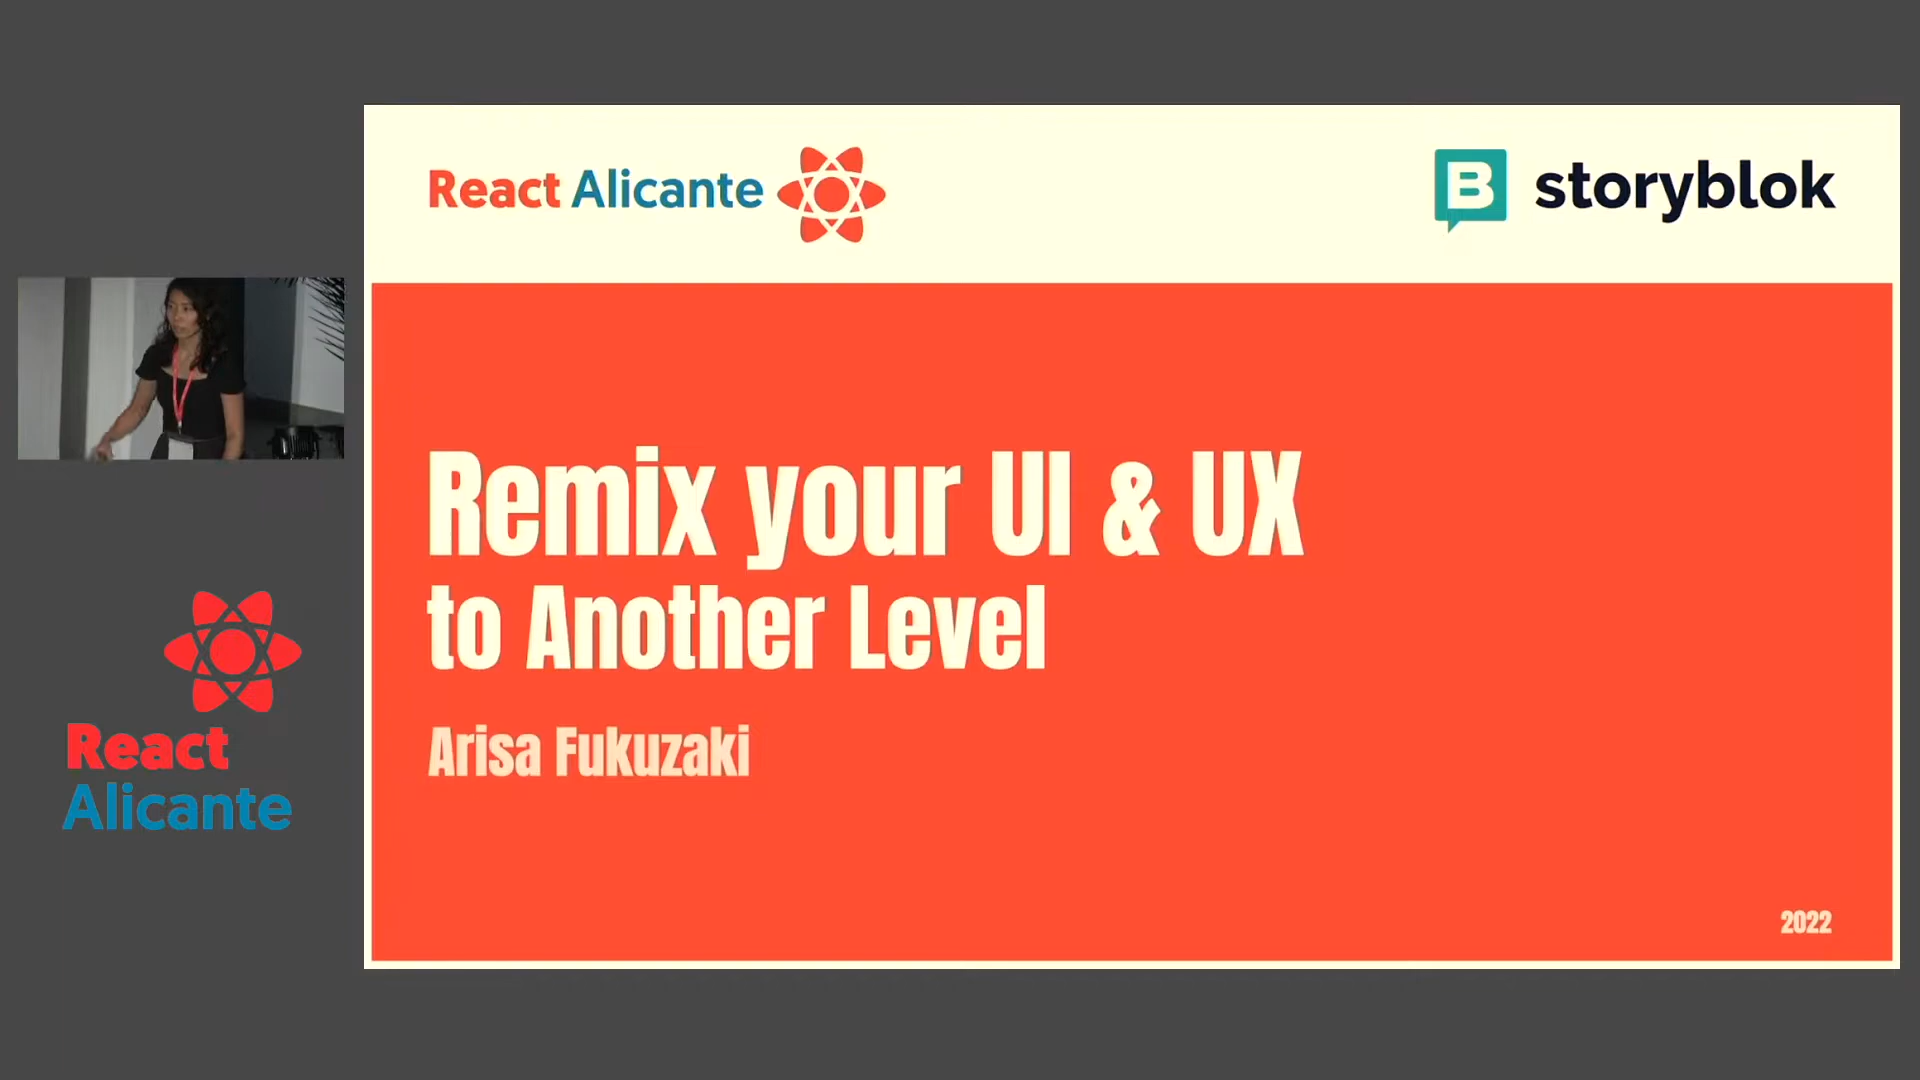 React Alicante
B storyblok
Remix your UI & UX
to Another Level
Arisa Fukuzaki
2022
React
Alicante